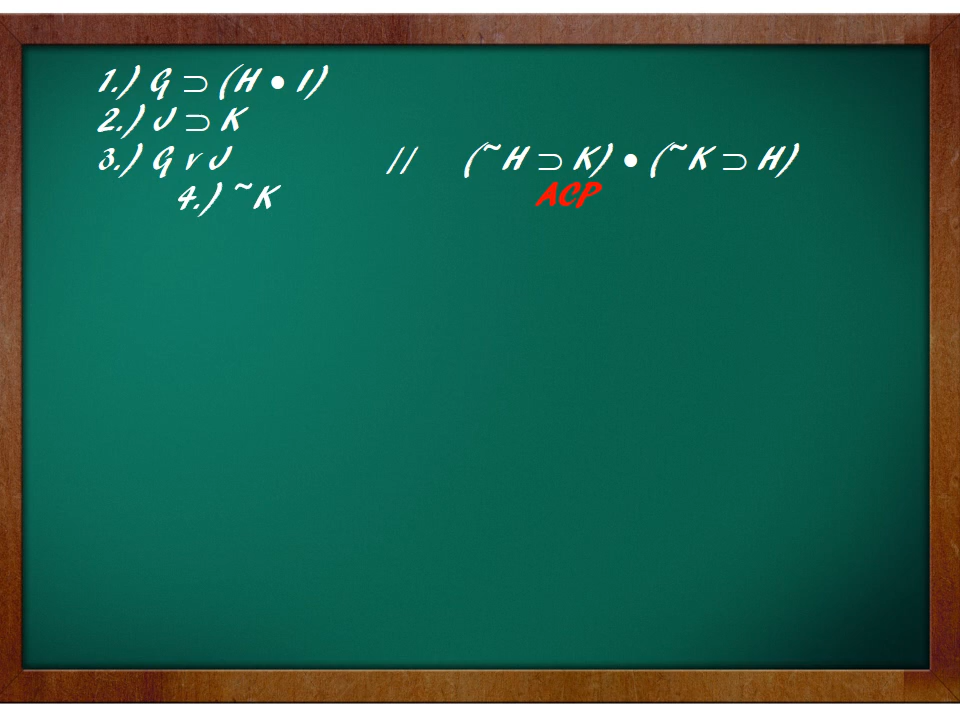 1.) G ⊃ (H • I)
2.) J ⊃ K
3.) G v J // (~H ⊃ K) • (~K ⊃ H)
4.) ~K ACP